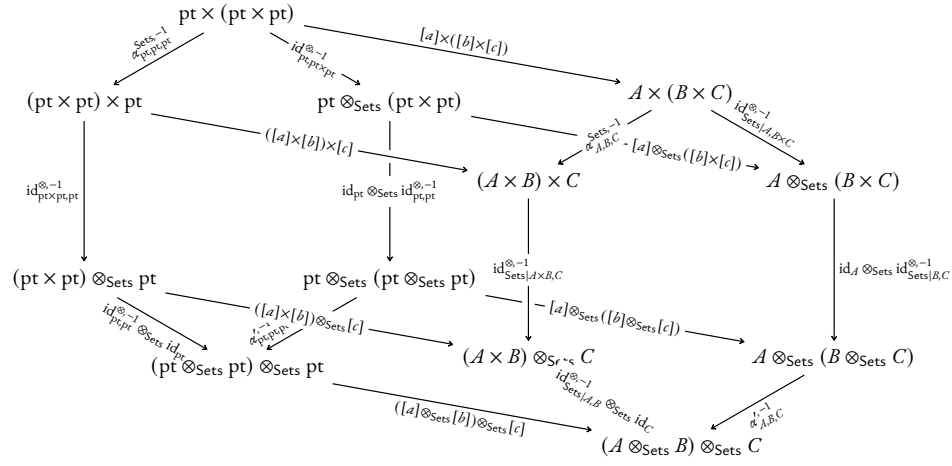 pt × (pt × pt)
α^{Sets,−1}_{pt,pt,pt}
id^{⊗,−1}_{pt,pt×pt}
[a]×([b]×[c])
(pt × pt) × pt
pt ⊗_{Sets} (pt × pt)
A × (B × C)
([a]×[b])×[c]
α^{Sets,−1}_{A,B,C}
[a]⊗_{Sets}([b]×[c])
id^{⊗,−1}_{Sets|A,B×C}
(A × B) × C
A ⊗_{Sets} (B × C)
id^{⊗,−1}_{pt×pt,pt}
id_{pt} ⊗_{Sets} id^{⊗,−1}_{pt,pt}
id^{⊗,−1}_{Sets|A×B,C}
id_A ⊗_{Sets} id^{⊗,−1}_{Sets|B,C}
(pt × pt) ⊗_{Sets} pt
pt ⊗_{Sets} (pt ⊗_{Sets} pt)
id^{⊗,−1}_{pt,pt} ⊗_{Sets} id_{pt}
([a]×[b])⊗_{Sets}[c]
α^{′,−1}_{pt,pt,pt}
[a]⊗_{Sets}([b]⊗_{Sets}[c])
(pt ⊗_{Sets} pt) ⊗_{Sets} pt
(A × B) ⊗_{Sets} C
A ⊗_{Sets} (B ⊗_{Sets} C)
([a]⊗_{Sets}[b])⊗_{Sets}[c]
id^{⊗,−1}_{Sets|A,B} ⊗_{Sets} id_C
α^{′,−1}_{A,B,C}
(A ⊗_{Sets} B) ⊗_{Sets} C